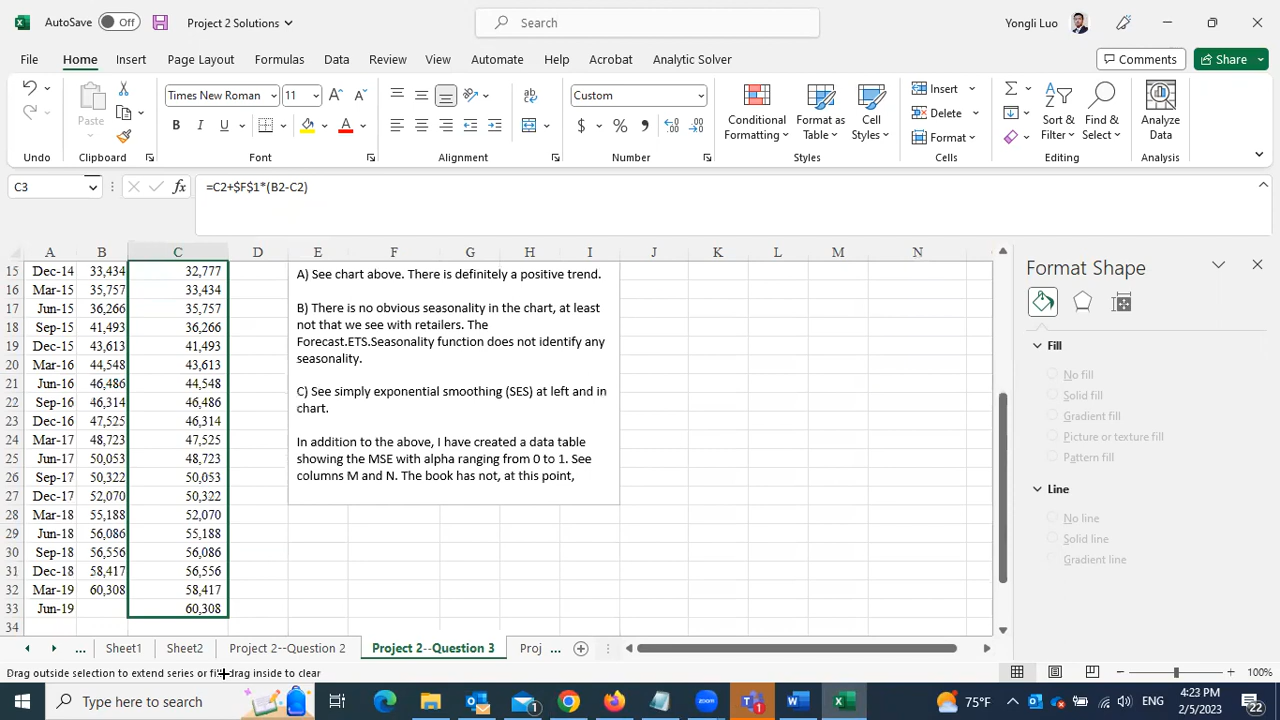 AutoSave Off Project 2 Solutions Search Yongli Luo
File Home Insert Page Layout Formulas Data Review View Automate Help Acrobat Analytic Solver Comments Share
Paste Times New Roman 11 Custom Conditional Formatting Format as Table Cell Styles Insert Delete Format Sort & Filter Find & Select Analyze Data
Undo Clipboard Font Alignment Number Styles Cells Editing Analysis
C3 =C2+$F$1*(B2-C2)
A B C D E F G H I J K L M N
15 Dec-14 33,434 32,777
16 Mar-15 35,757 33,434
17 Jun-15 36,266 35,757
18 Sep-15 41,493 36,266
19 Dec-15 43,613 41,493
20 Mar-16 44,548 43,613
21 Jun-16 46,486 44,548
22 Sep-16 46,314 46,486
23 Dec-16 47,525 46,314
24 Mar-17 48,723 47,525
25 Jun-17 50,053 48,723
26 Sep-17 50,322 50,053
27 Dec-17 52,070 50,322
28 Mar-18 55,188 52,070
29 Jun-18 56,086 55,188
30 Sep-18 56,556 56,086
31 Dec-18 58,417 56,556
32 Mar-19 60,308 58,417
33 Jun-19 60,308
34
A) See chart above. There is definitely a positive trend.
B) There is no obvious seasonality in the chart, at least
not that we see with retailers. The
Forecast.ETS.Seasonality function does not identify any
seasonality.
C) See simply exponential smoothing (SES) at left and in
chart.
In addition to the above, I have created a data table
showing the MSE with alpha ranging from 0 to 1. See
columns M and N. The book has not, at this point,
Format Shape
Fill
No fill
Solid fill
Gradient fill
Picture or texture fill
Pattern fill
Line
No line
Solid line
Gradient line
... Sheet1 Sheet2 Project 2--Question 2 Project 2--Question 3 Proj ...
Drag outside selection to extend series or fill; drag inside to clear 100%
Type here to search 75°F ENG 4:23 PM
2/5/2023 22